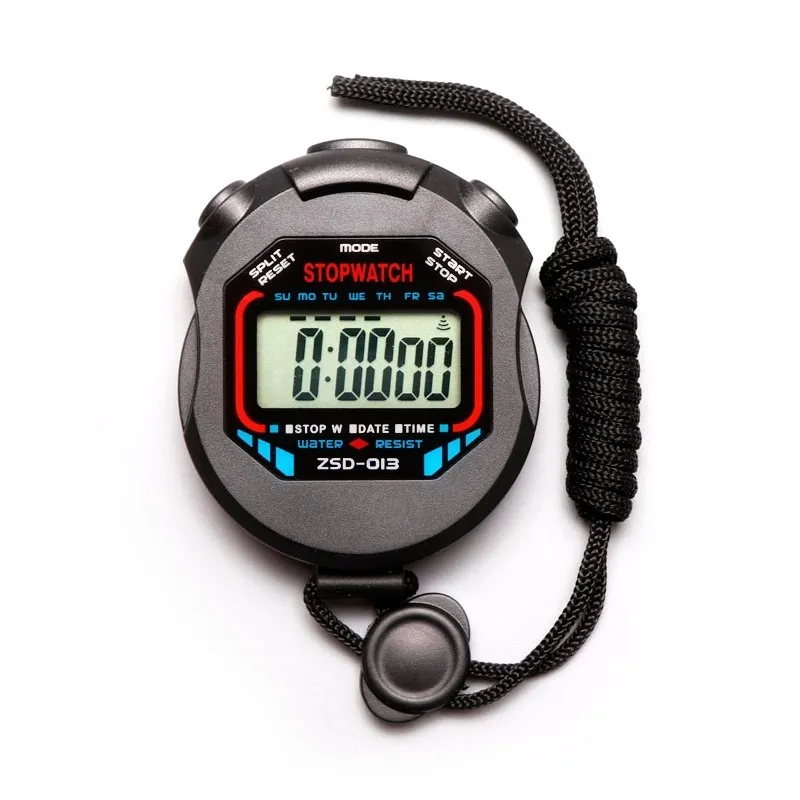 MODE
SPLIT
RESET
START
STOP
STOPWATCH
SU MO TU WE TH FR SA
0:0000
STOP W DATE TIME
WATER RESIST
ZSD-013